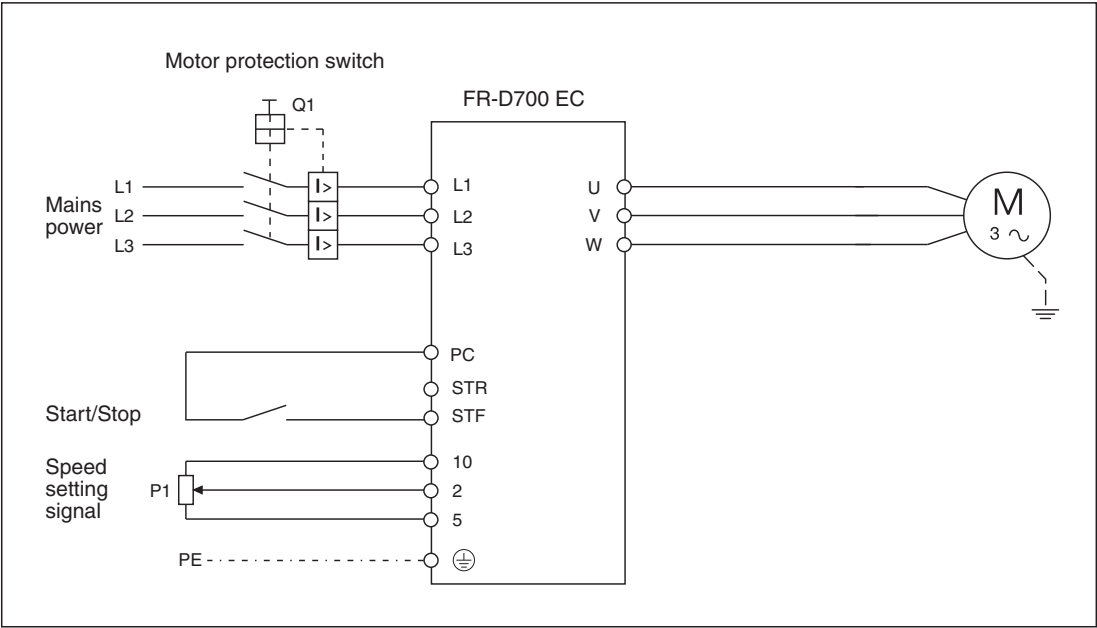 Motor protection switch
Q1
FR-D700 EC
Mains
power
L1
L2
L3
I>
I>
I>
L1
L2
L3
U
V
W
M
3 ~
PC
STR
STF
Start/Stop
Speed
setting
signal
P1
10
2
5
PE